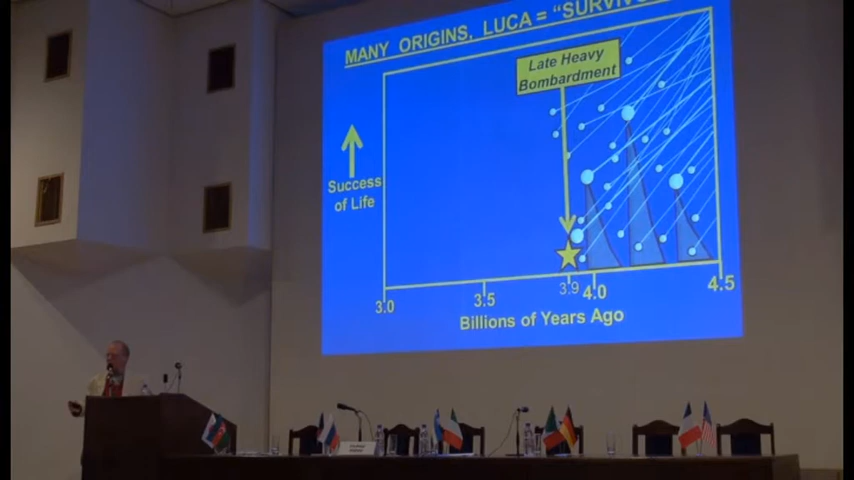 MANY ORIGINS, LUCA = "SURVIVO
Late Heavy
Bombardment
Success
of Life
3.0
3.5
3.9
4.0
4.5
Billions of Years Ago